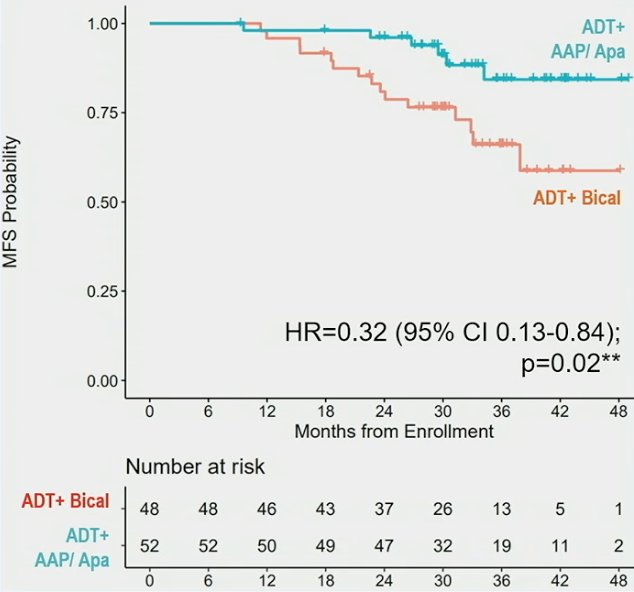 1.00
0.75
0.50
0.25
0.00
MFS Probability
ADT+
AAP/ Apa
ADT+ Bical
HR=0.32 (95% CI 0.13-0.84);
p=0.02**
0 6 12 18 24 30 36 42 48
Months from Enrollment
Number at risk
ADT+ Bical 48 48 46 43 37 26 13 5 1
ADT+
AAP/ Apa 52 52 50 49 47 32 19 11 2
0 6 12 18 24 30 36 42 48